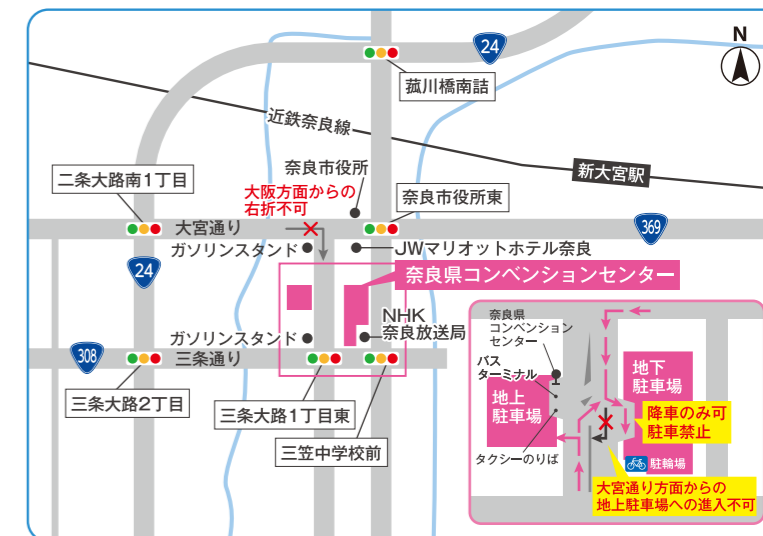 24
N
菰川橋南詰
近鉄奈良線
奈良市役所
新大宮駅
二条大路南1丁目
大阪方面からの
右折不可
奈良市役所東
大宮通り
369
ガソリンスタンド
JWマリオットホテル奈良
24
奈良県コンベンションセンター
NHK
奈良放送局
ガソリンスタンド
308
三条通り
三条大路2丁目
三条大路1丁目東
三笠中学校前
奈良県
コンベンション
センター
バス
ターミナル
地上
駐車場
タクシーのりば
地下
駐車場
降車のみ可
駐車禁止
駐輪場
大宮通り方面からの
地上駐車場への進入不可